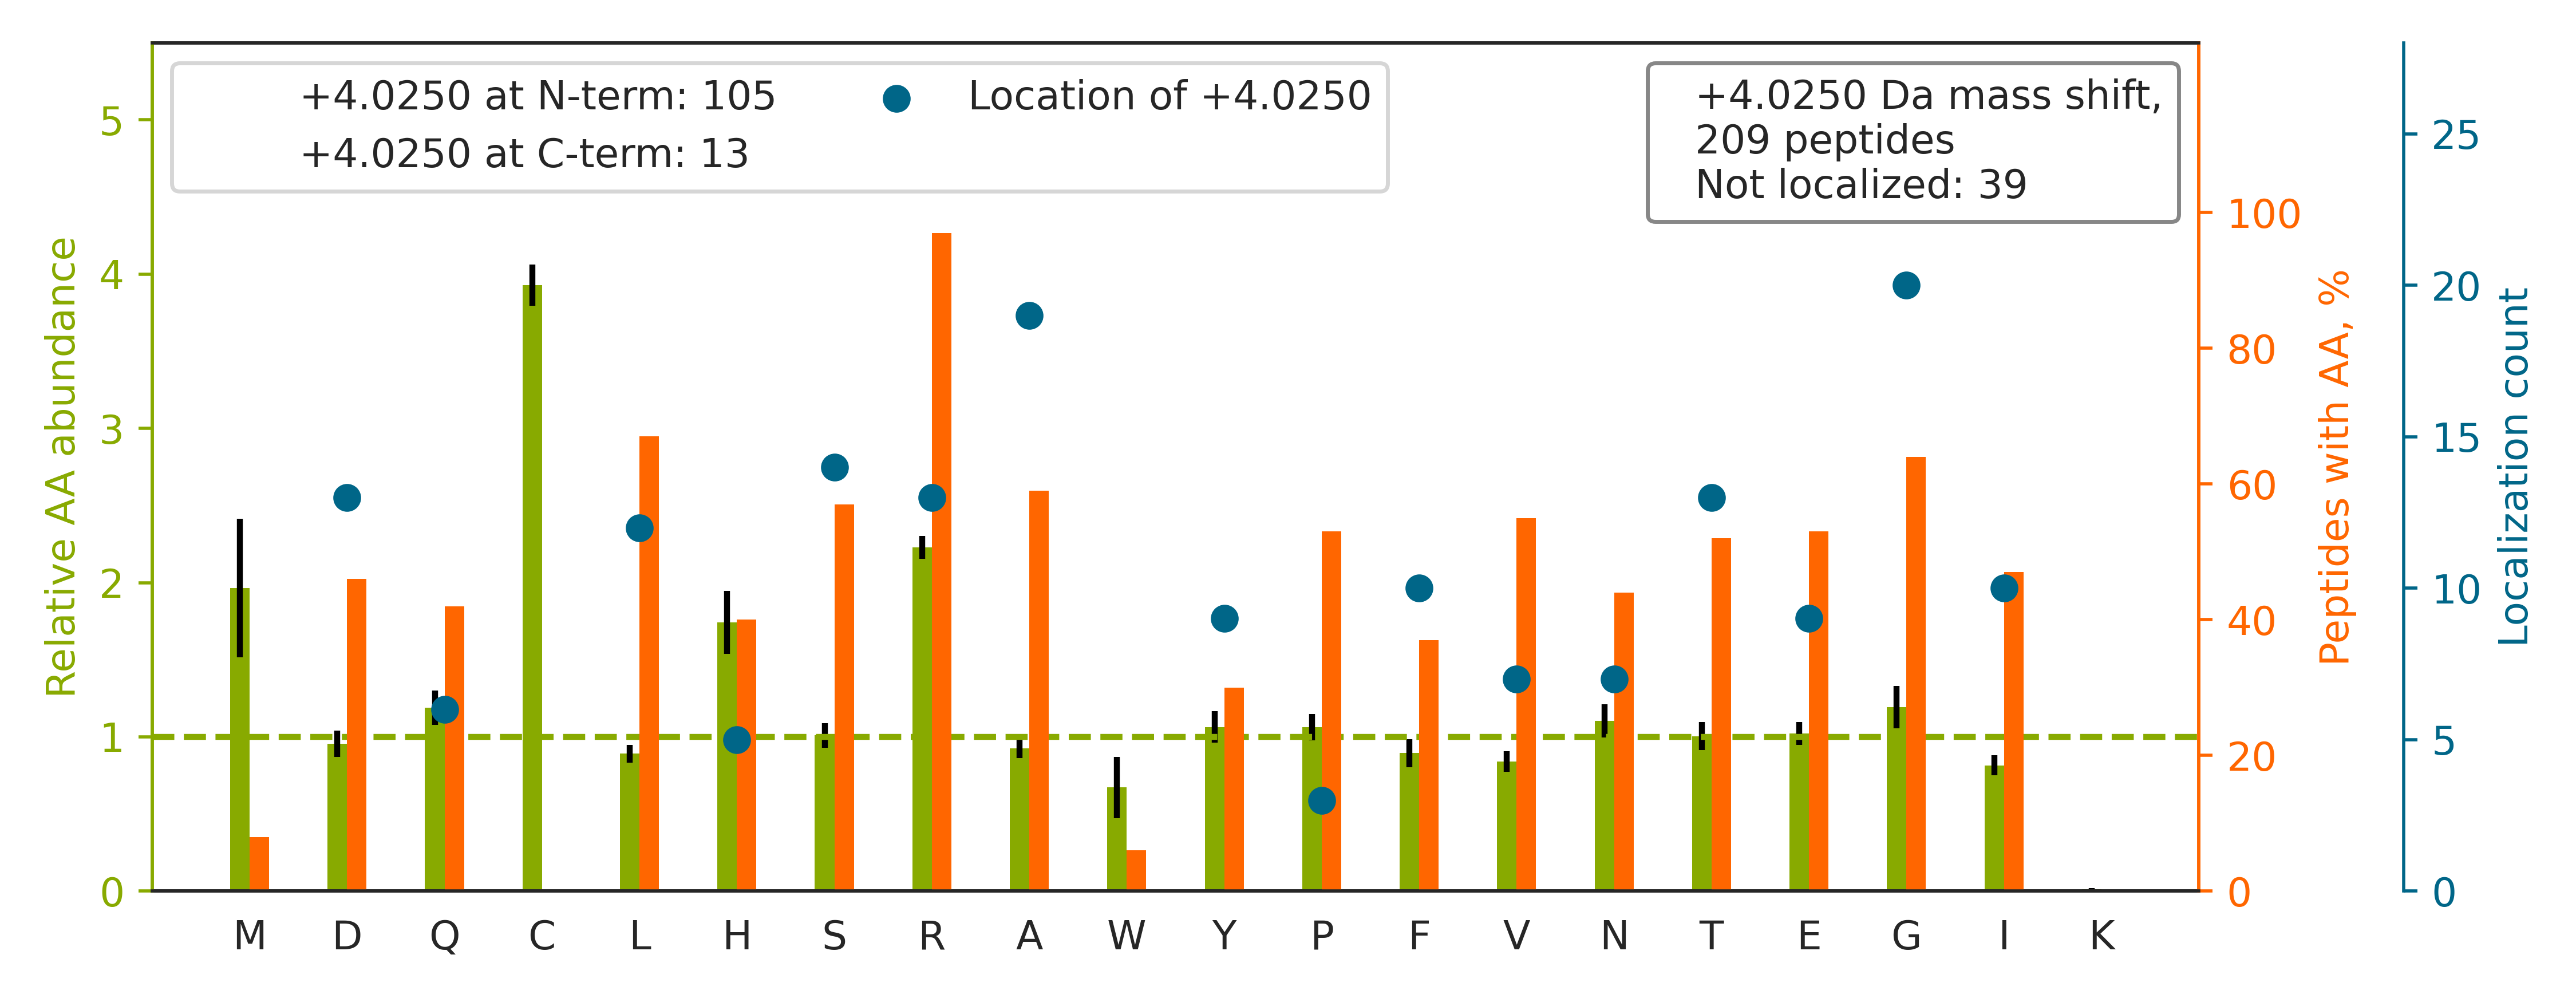 +4.0250 at N-term: 105
+4.0250 at C-term: 13
Location of +4.0250
+4.0250 Da mass shift,
209 peptides
Not localized: 39
Relative AA abundance
5
4
3
2
1
0
100
80
60
40
20
0
Peptides with AA, %
25
20
15
10
5
0
Localization count
M D Q C L H S R A W Y P F V N T E G I K